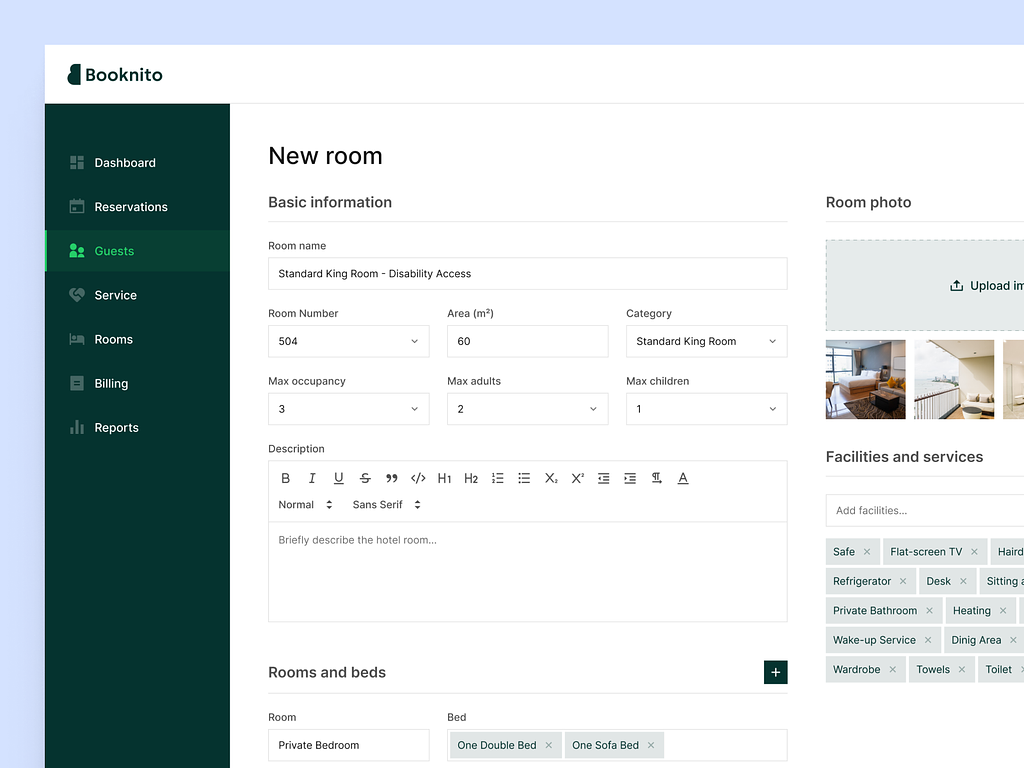 Booknito
Dashboard
Reservations
Guests
Service
Rooms
Billing
Reports
New room
Basic information
Room name
Standard King Room - Disability Access
Room Number
Area (m²)
Category
504
60
Standard King Room
Max occupancy
Max adults
Max children
3
2
1
Description
B I U S ” </> H1 H2 X₂ X² A
Normal Sans Serif
Briefly describe the hotel room...
Rooms and beds
+
Room
Bed
Private Bedroom
One Double Bed × One Sofa Bed ×
Room photo
Upload im
Facilities and services
Add facilities...
Safe × Flat-screen TV × Haird
Refrigerator × Desk × Sitting a
Private Bathroom × Heating ×
Wake-up Service × Dinig Area ×
Wardrobe × Towels × Toilet ×